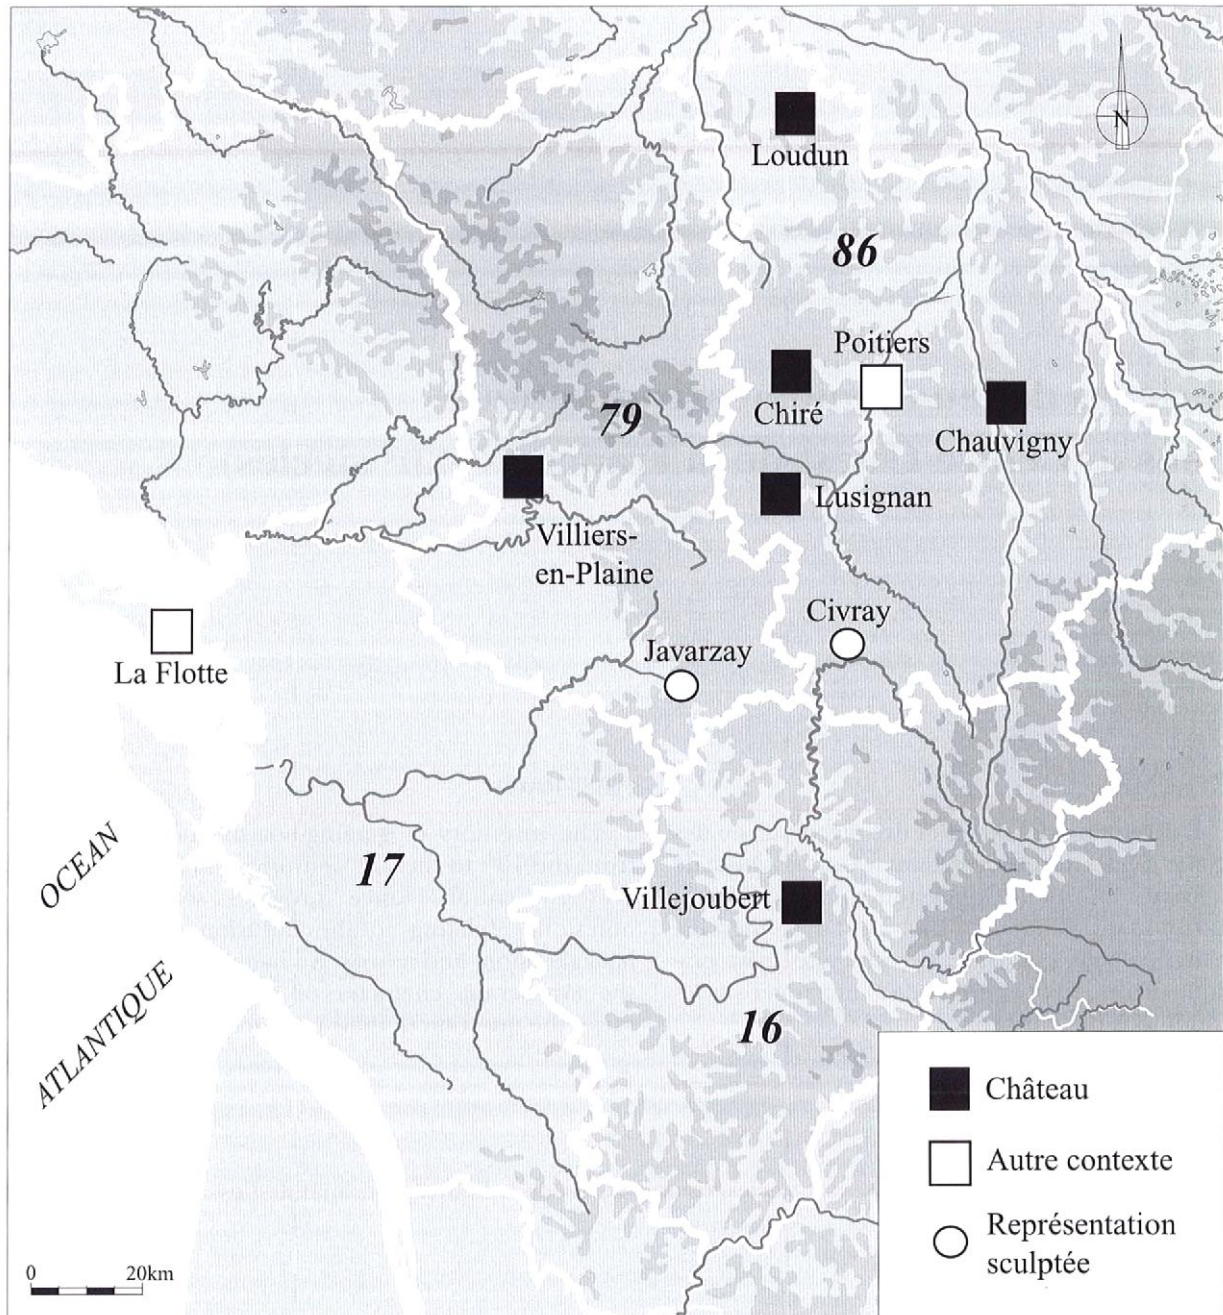 N
Loudun
86
Poitiers
Chiré
Chauvigny
79
Lusignan
Villiers-
en-Plaine
Civray
Javarzay
La Flotte
OCEAN
17
Villejoubert
ATLANTIQUE
16
Château
Autre contexte
Représentation
sculptée
0 20km